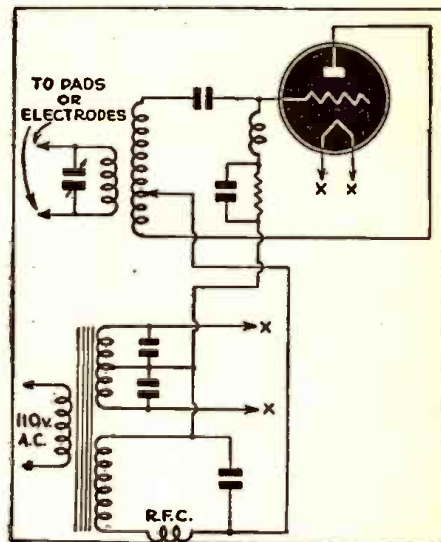 TO PADS
OR
ELECTRODES
X X
X
X
110V.
A.C.
R.F.C.